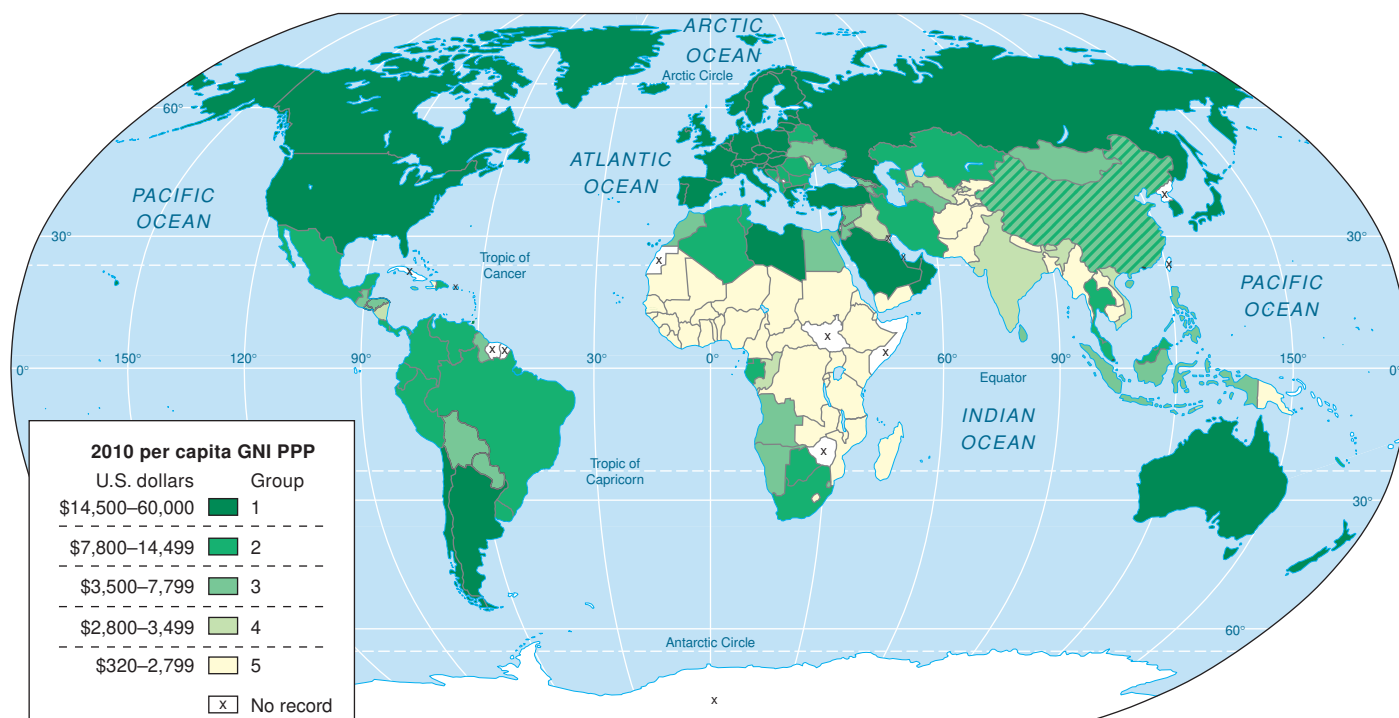 ARCTIC
OCEAN
Arctic Circle
60°
ATLANTIC
OCEAN
PACIFIC
OCEAN
x
30°
30°
x
Tropic of
Cancer
x
x
x
x
x
x
PACIFIC
OCEAN
x
x
x
x
0°
150°
120°
90°
30°
0°
60°
90°
150°
0°
Equator
INDIAN
OCEAN
x
Tropic of
Capricorn
30°
30°
2010 per capita GNI PPP
U.S. dollars Group
$14,500–60,000 1
$7,800–14,499 2
$3,500–7,799 3
$2,800–3,499 4
$320–2,799 5
x No record
60°
Antarctic Circle
x